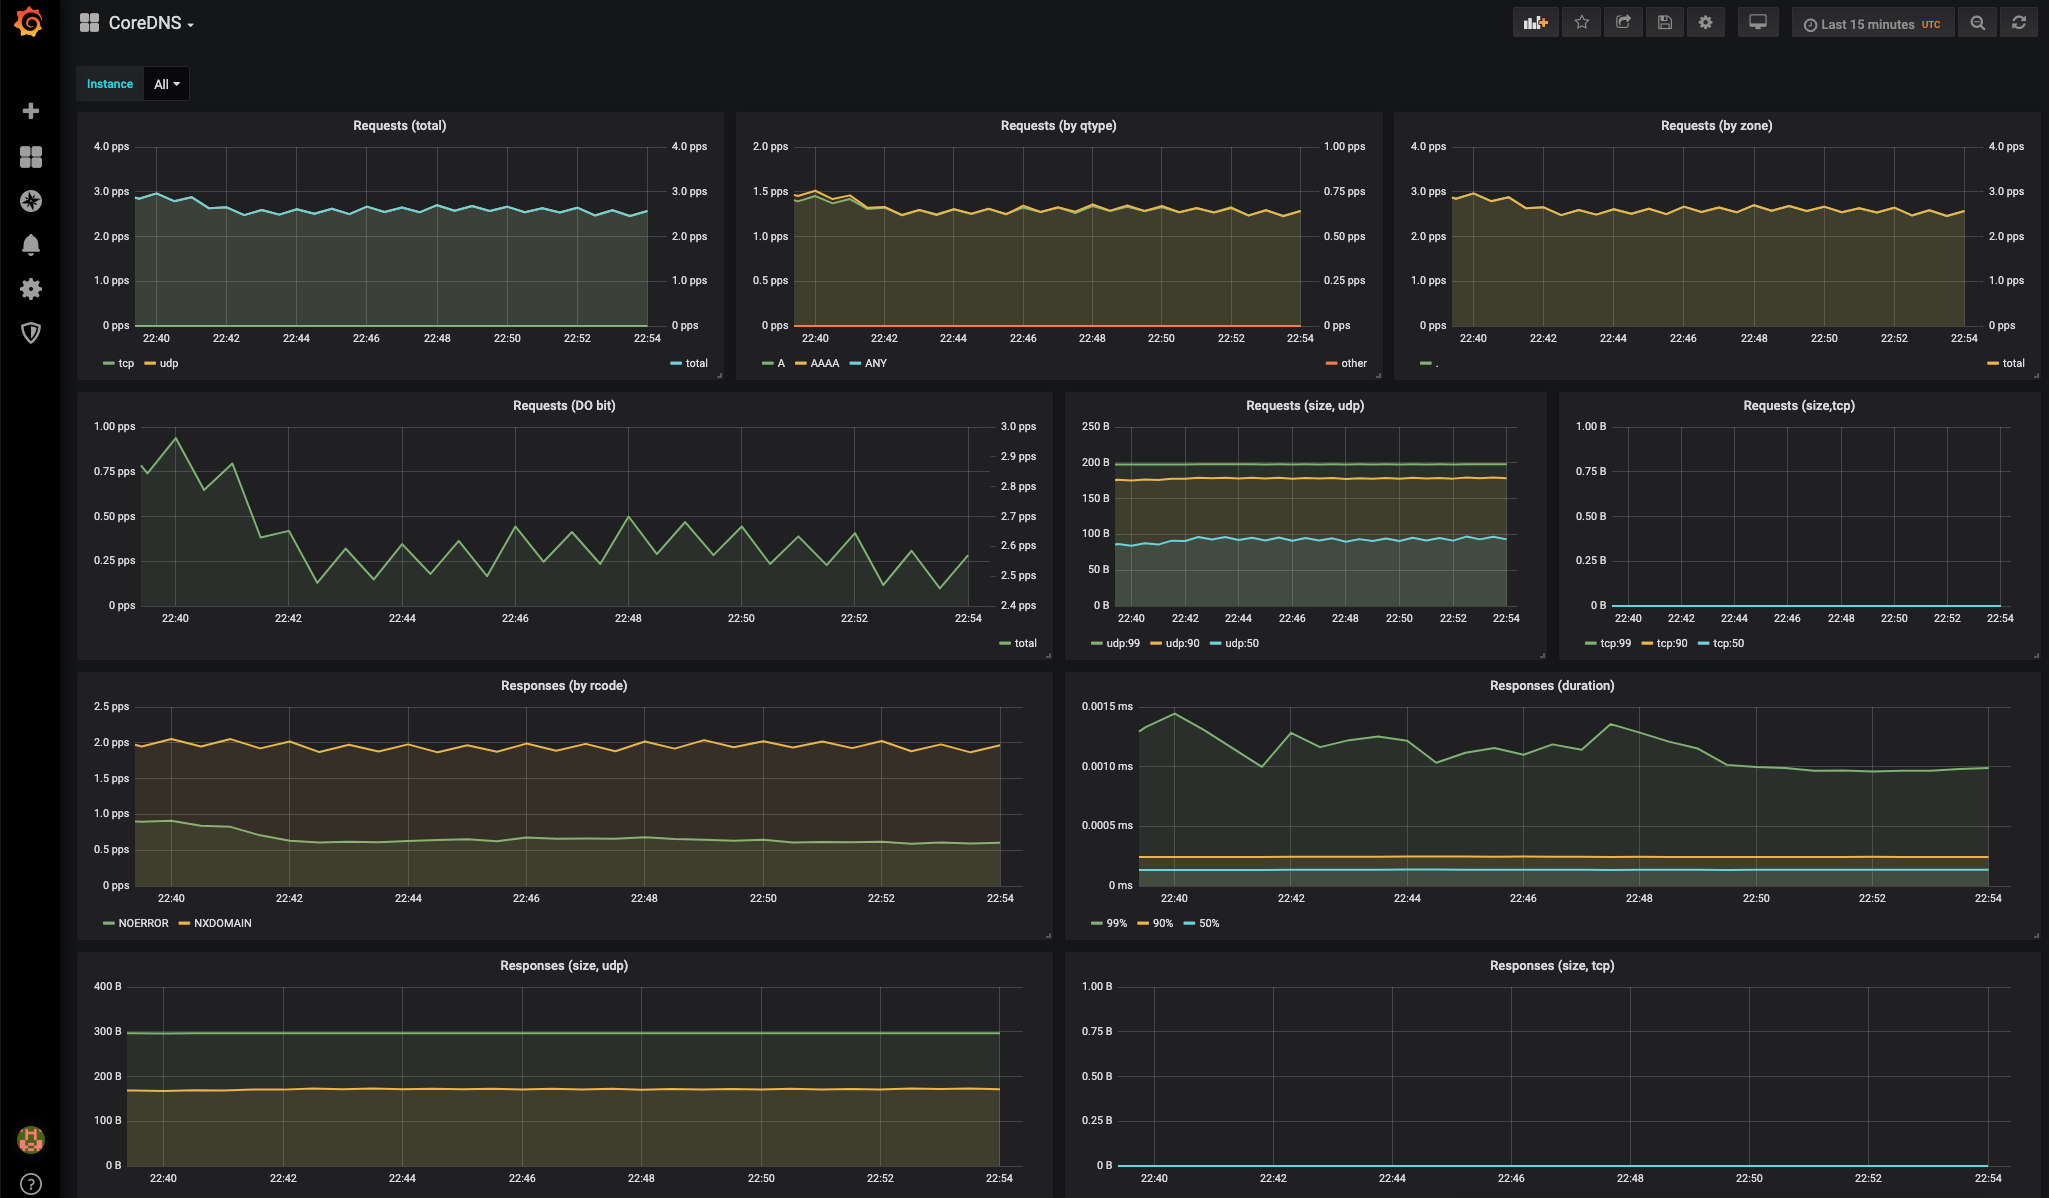 CoreDNS
Last 15 minutes UTC
Instance All
Requests (total)
4.0 pps 4.0 pps
3.0 pps 3.0 pps
2.0 pps 2.0 pps
1.0 pps 1.0 pps
0 pps 0 pps
22:40 22:42 22:44 22:46 22:48 22:50 22:52 22:54
tcp udp total
Requests (by qtype)
2.0 pps 1.00 pps
1.5 pps 0.75 pps
1.0 pps 0.50 pps
0.5 pps 0.25 pps
0 pps 0 pps
22:40 22:42 22:44 22:46 22:48 22:50 22:52 22:54
A AAAA ANY other
Requests (by zone)
4.0 pps 4.0 pps
3.0 pps 3.0 pps
2.0 pps 2.0 pps
1.0 pps 1.0 pps
0 pps 0 pps
22:40 22:42 22:44 22:46 22:48 22:50 22:52 22:54
. total
Requests (DO bit)
1.00 pps 3.0 pps
2.9 pps
0.75 pps
2.8 pps
0.50 pps 2.7 pps
2.6 pps
0.25 pps
2.5 pps
0 pps 2.4 pps
22:40 22:42 22:44 22:46 22:48 22:50 22:52 22:54
total
Requests (size, udp)
250 B
200 B
150 B
100 B
50 B
0 B
22:40 22:42 22:44 22:46 22:48 22:50 22:52 22:54
udp:99 udp:90 udp:50
Requests (size,tcp)
1.00 B
0.75 B
0.50 B
0.25 B
0 B
22:40 22:42 22:44 22:46 22:48 22:50 22:52 22:54
tcp:99 tcp:90 tcp:50
Responses (by rcode)
2.5 pps
2.0 pps
1.5 pps
1.0 pps
0.5 pps
0 pps
22:40 22:42 22:44 22:46 22:48 22:50 22:52 22:54
NOERROR NXDOMAIN
Responses (duration)
0.0015 ms
0.0010 ms
0.0005 ms
0 ms
22:40 22:42 22:44 22:46 22:48 22:50 22:52 22:54
99% 90% 50%
Responses (size, udp)
400 B
300 B
200 B
100 B
0 B
22:40 22:42 22:44 22:46 22:48 22:50 22:52 22:54
Responses (size, tcp)
1.00 B
0.75 B
0.50 B
0.25 B
0 B
22:40 22:42 22:44 22:46 22:48 22:50 22:52 22:54